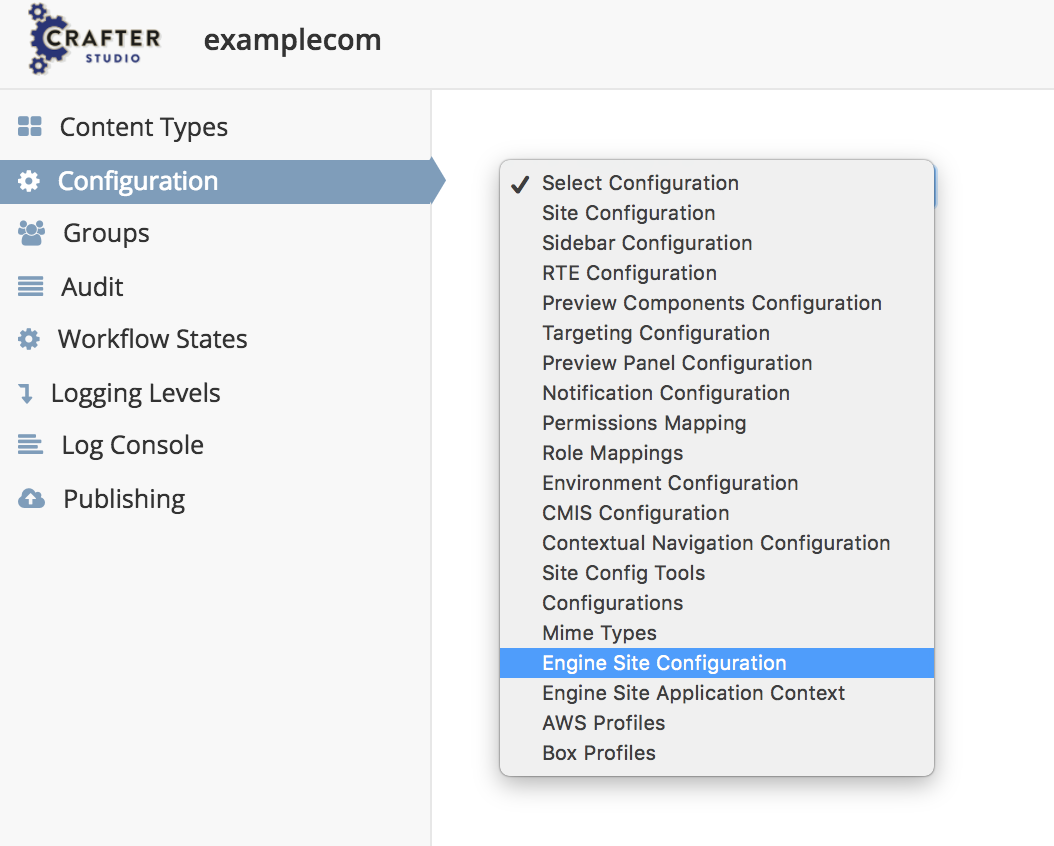 CRAFTER
STUDIO
examplecom
Content Types
Configuration
Groups
Audit
Workflow States
Logging Levels
Log Console
Publishing
Select Configuration
Site Configuration
Sidebar Configuration
RTE Configuration
Preview Components Configuration
Targeting Configuration
Preview Panel Configuration
Notification Configuration
Permissions Mapping
Role Mappings
Environment Configuration
CMIS Configuration
Contextual Navigation Configuration
Site Config Tools
Configurations
Mime Types
Engine Site Configuration
Engine Site Application Context
AWS Profiles
Box Profiles